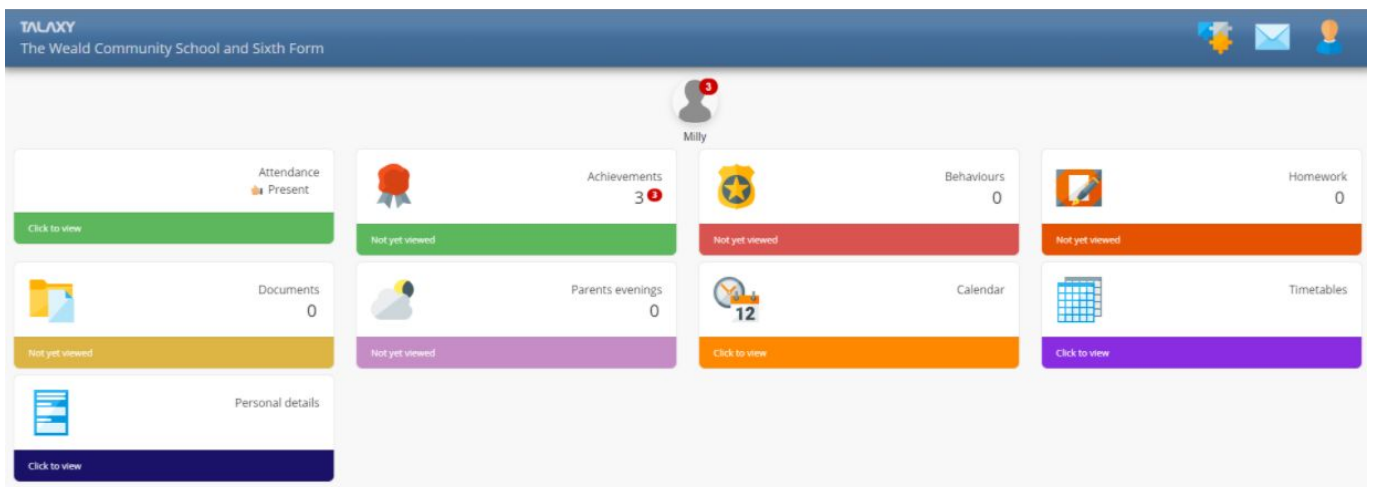 TALAXY
The Weald Community School and Sixth Form
3
Milly
Attendance
Present
Click to view
Achievements
3 3
Not yet viewed
Behaviours
0
Not yet viewed
Homework
0
Not yet viewed
Documents
0
Not yet viewed
Parents evenings
0
Not yet viewed
12
Calendar
Click to view
Timetables
Click to view
Personal details
Click to view